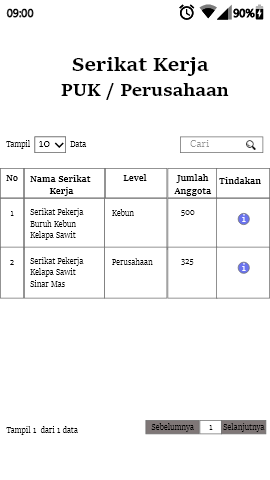 09:00 90%
Serikat Kerja
PUK / Perusahaan
Tampil 10 Data Cari
No Nama Serikat Kerja Level Jumlah Anggota Tindakan
1 Serikat Pekerja Buruh Kebun Kelapa Sawit Kebun 500
2 Serikat Pekerja Kelapa Sawit Sinar Mas Perusahaan 325
Tampil 1 dari 1 data Sebelumnya 1 Selanjutnya